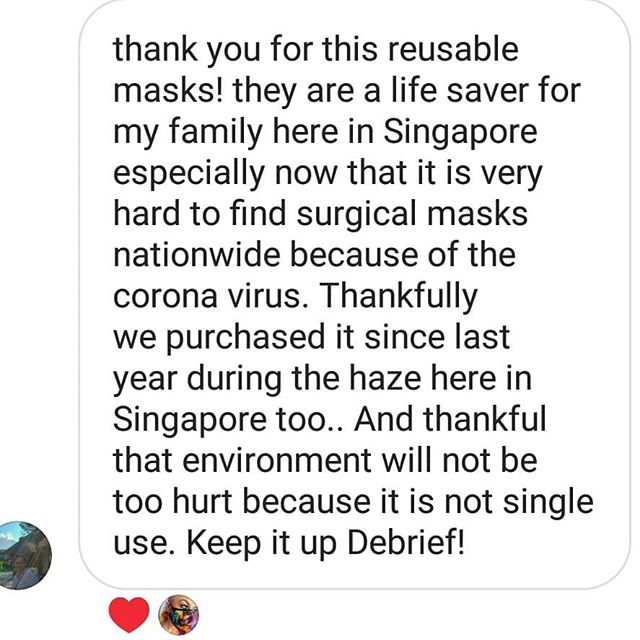 thank you for this reusable
masks! they are a life saver for
my family here in Singapore
especially now that it is very
hard to find surgical masks
nationwide because of the
corona virus. Thankfully
we purchased it since last
year during the haze here in
Singapore too.. And thankful
that environment will not be
too hurt because it is not single
use. Keep it up Debrief!